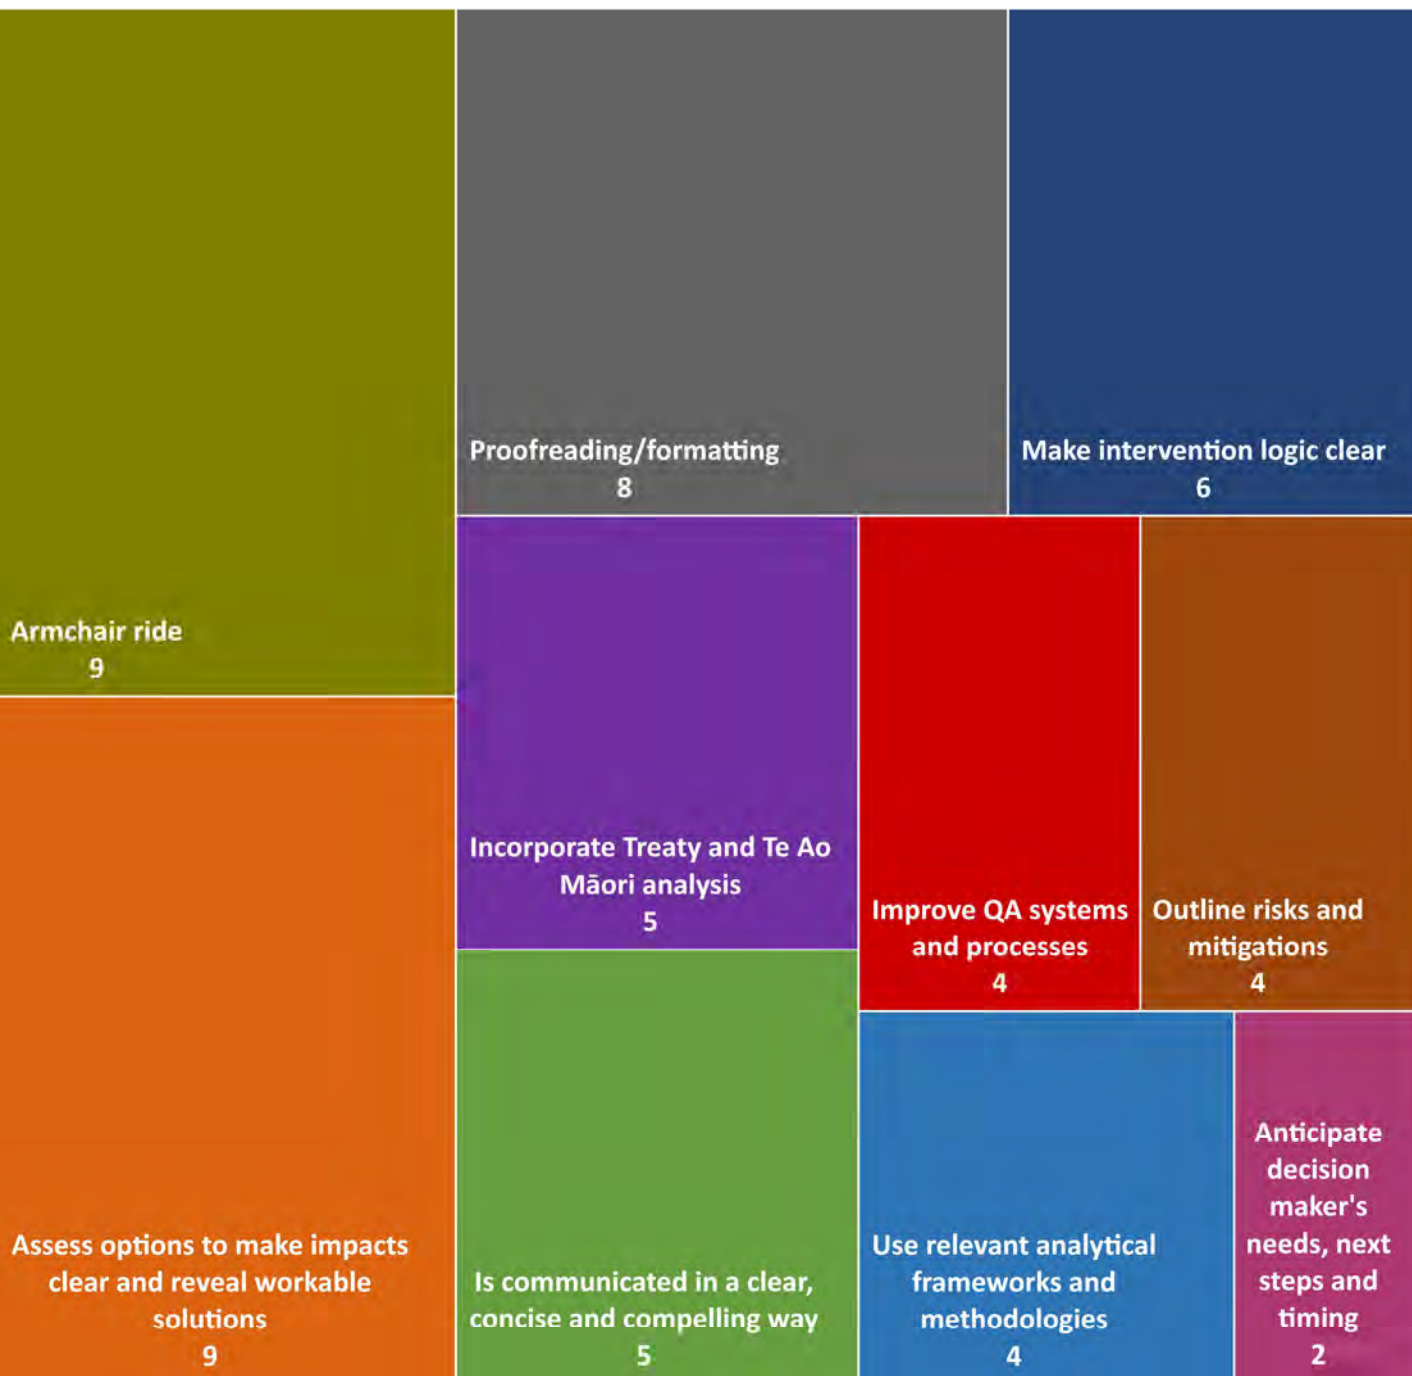 Armchair ride
9
Assess options to make impacts
clear and reveal workable
solutions
9
Proofreading/formatting
8
Make intervention logic clear
6
Incorporate Treaty and Te Ao
Māori analysis
5
Is communicated in a clear,
concise and compelling way
5
Improve QA systems
and processes
4
Outline risks and
mitigations
4
Use relevant analytical
frameworks and
methodologies
4
Anticipate
decision
maker's
needs, next
steps and
timing
2